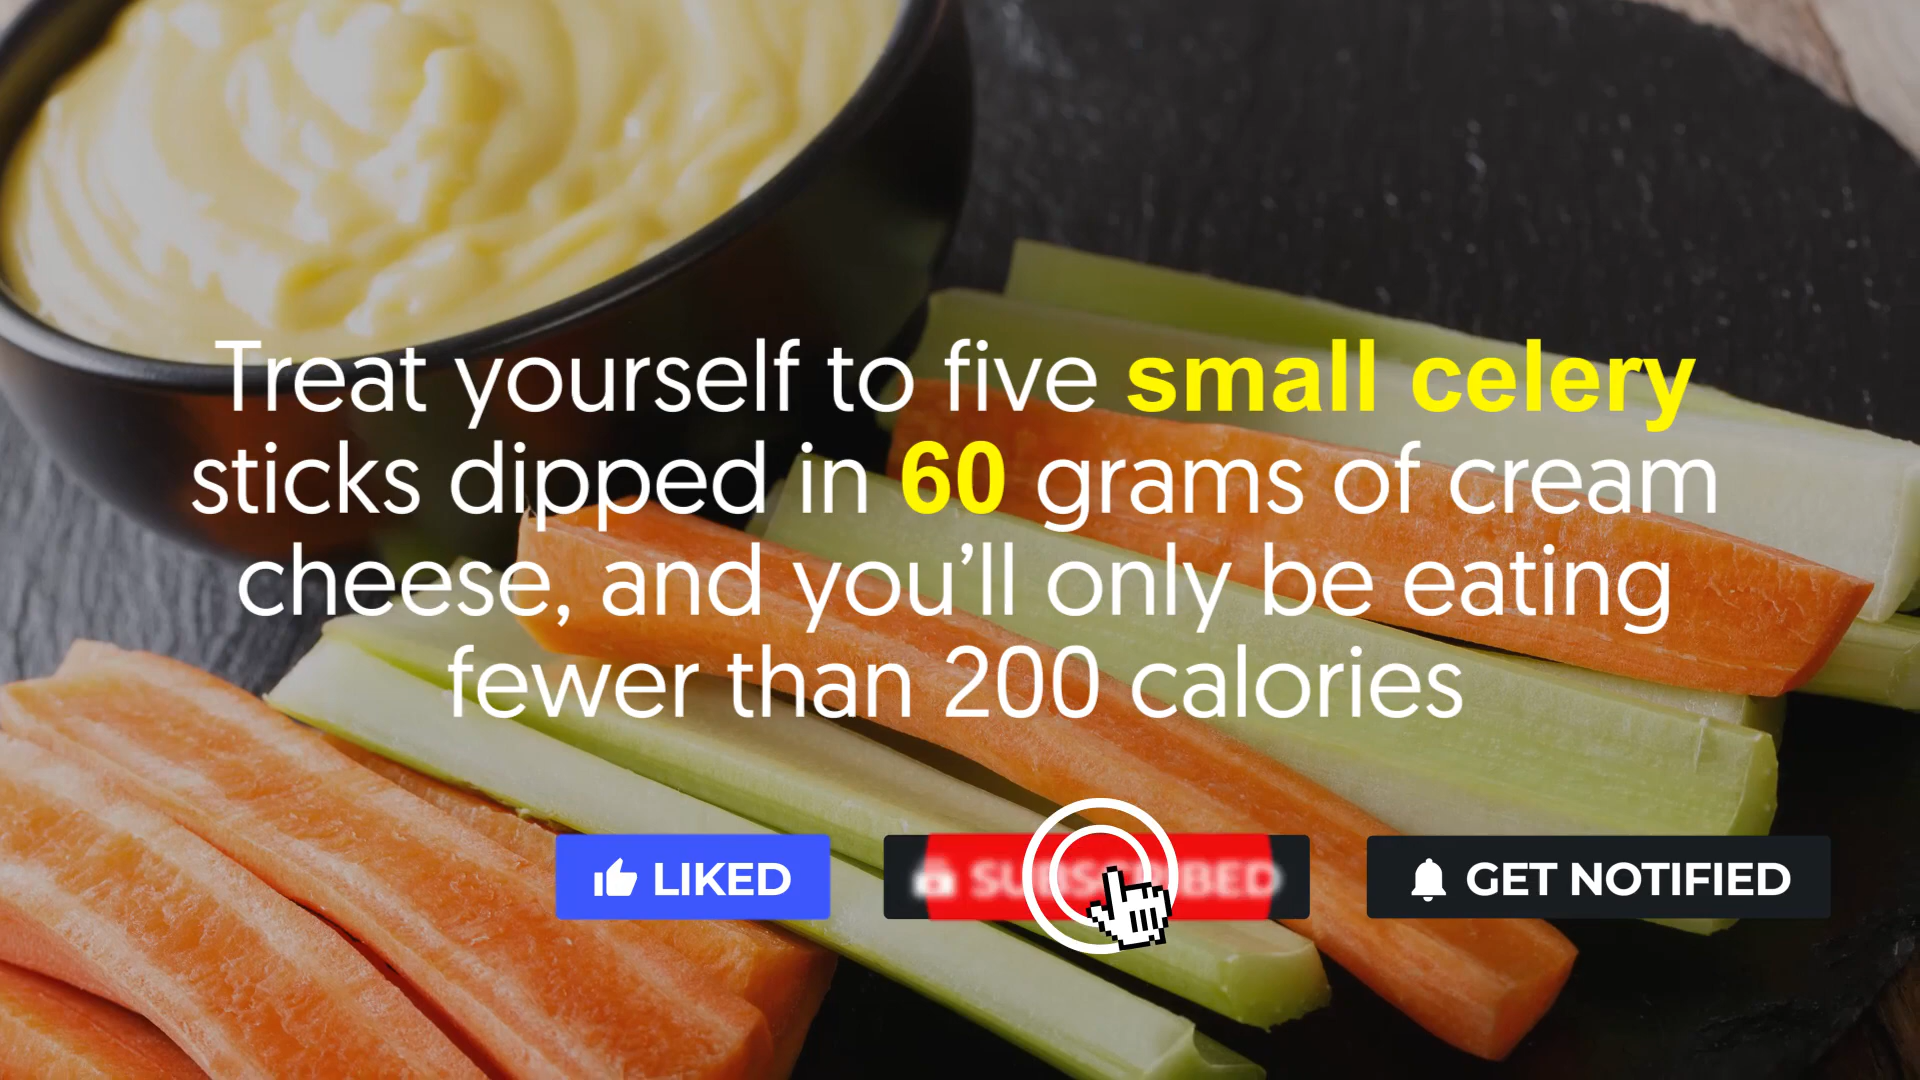 Treat yourself to five small celery
sticks dipped in 60 grams of cream
cheese, and you’ll only be eating
fewer than 200 calories
LIKED
SUBSCRIBED
GET NOTIFIED